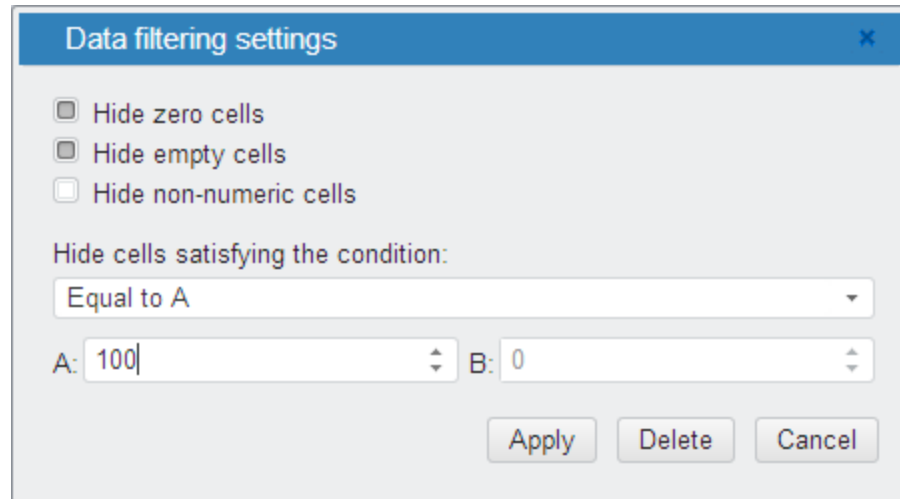 Data filtering settings
Hide zero cells
Hide empty cells
Hide non-numeric cells
Hide cells satisfying the condition:
Equal to A
A: 100 B: 0
Apply Delete Cancel